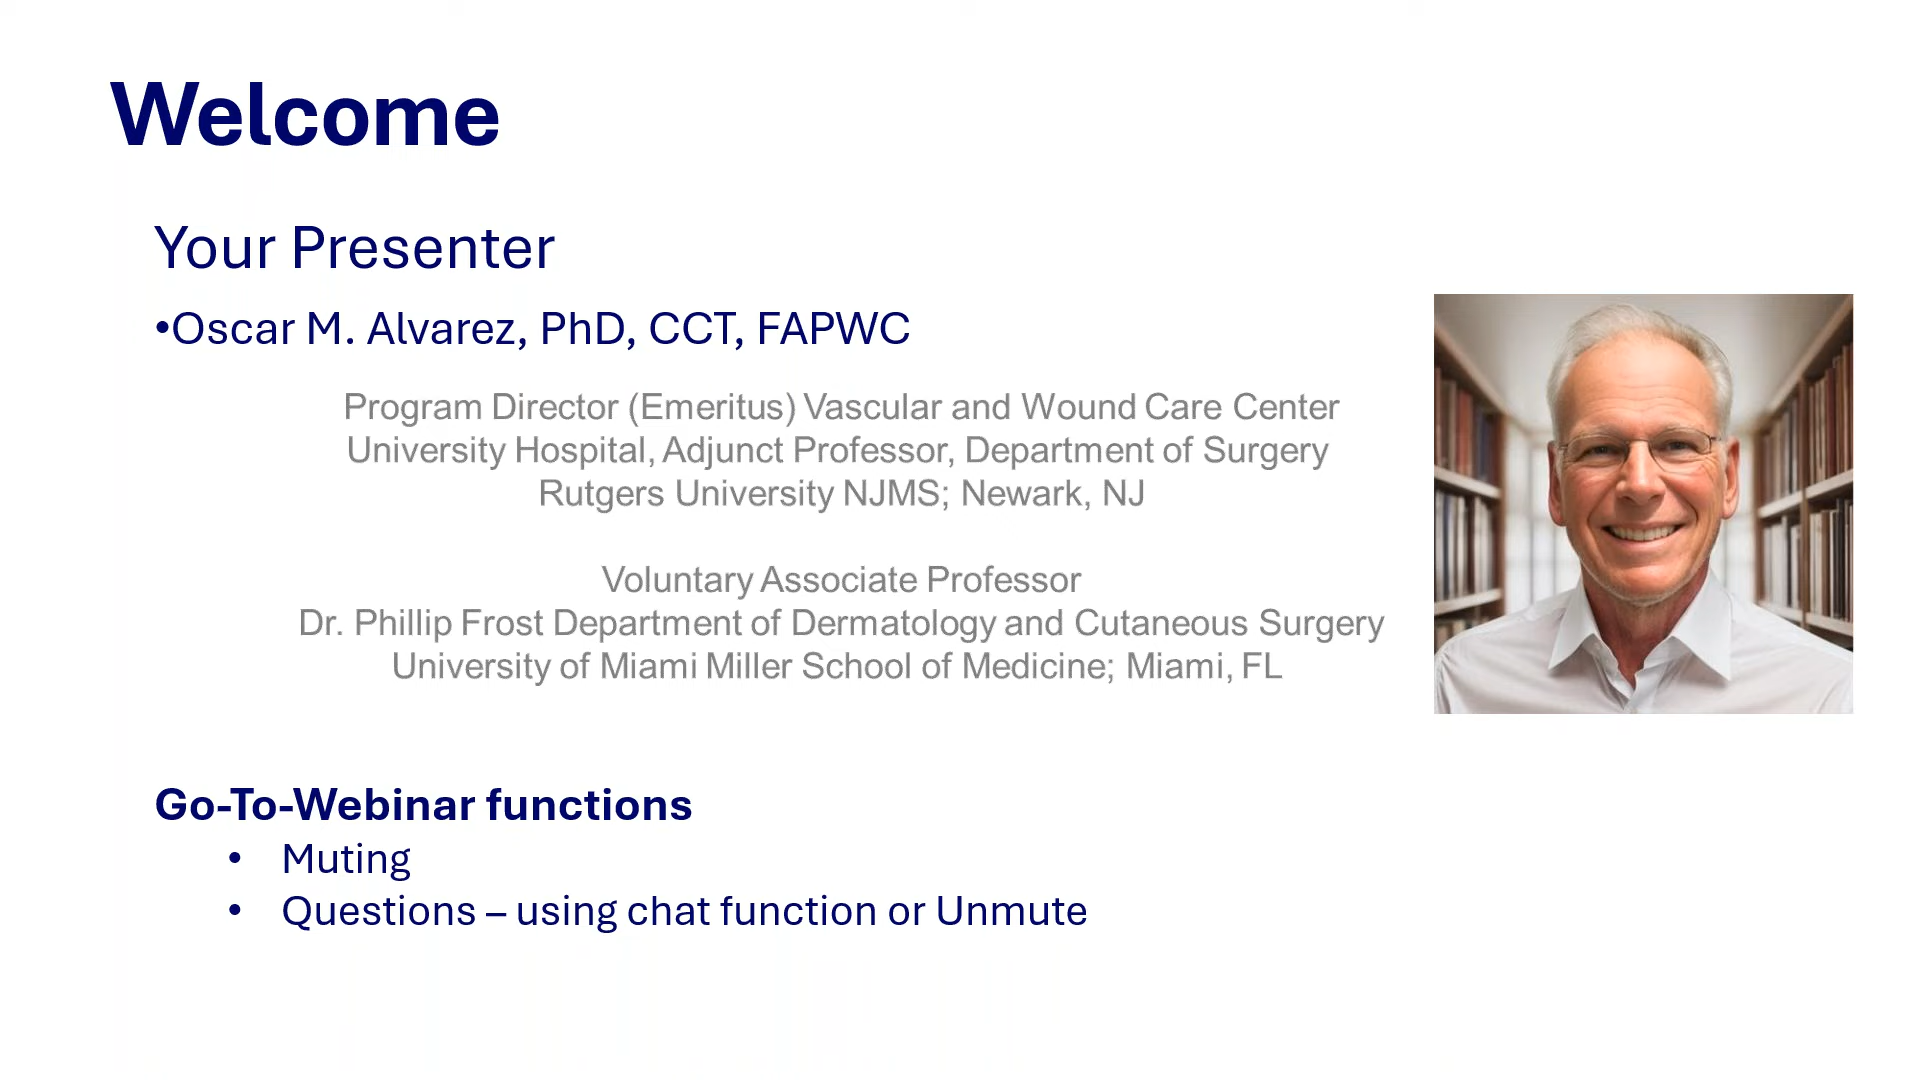 Welcome
Your Presenter
•Oscar M. Alvarez, PhD, CCT, FAPWC
Program Director (Emeritus) Vascular and Wound Care Center
University Hospital, Adjunct Professor, Department of Surgery
Rutgers University NJMS; Newark, NJ
Voluntary Associate Professor
Dr. Phillip Frost Department of Dermatology and Cutaneous Surgery
University of Miami Miller School of Medicine; Miami, FL
Go-To-Webinar functions
• Muting
• Questions – using chat function or Unmute